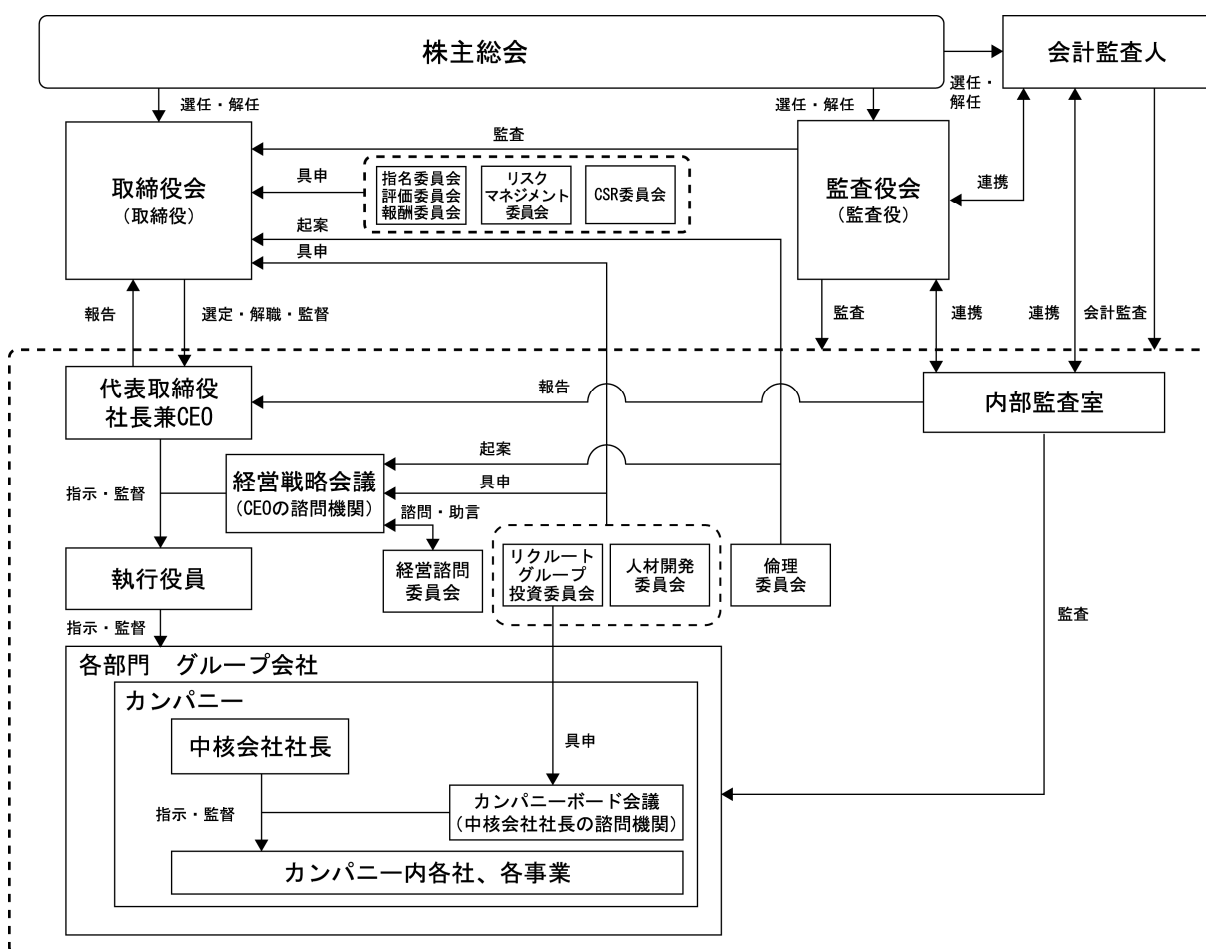 株主総会
会計監査人
選任・解任
選任・解任
選任・
解任
取締役会
(取締役)
監査
具申
指名委員会
評価委員会
報酬委員会
リスク
マネジメント
委員会
CSR委員会
起案
具申
監査役会
(監査役)
連携
報告
選定・解職・監督
監査
連携
連携
会計監査
代表取締役
社長兼CEO
報告
内部監査室
指示・監督
経営戦略会議
(CEOの諮問機関)
起案
具申
諮問・助言
執行役員
経営諮問
委員会
リクルート
グループ
投資委員会
人材開発
委員会
倫理
委員会
指示・監督
監査
各部門　グループ会社
カンパニー
中核会社社長
具申
指示・監督
カンパニーボード会議
(中核会社社長の諮問機関)
カンパニー内各社、各事業